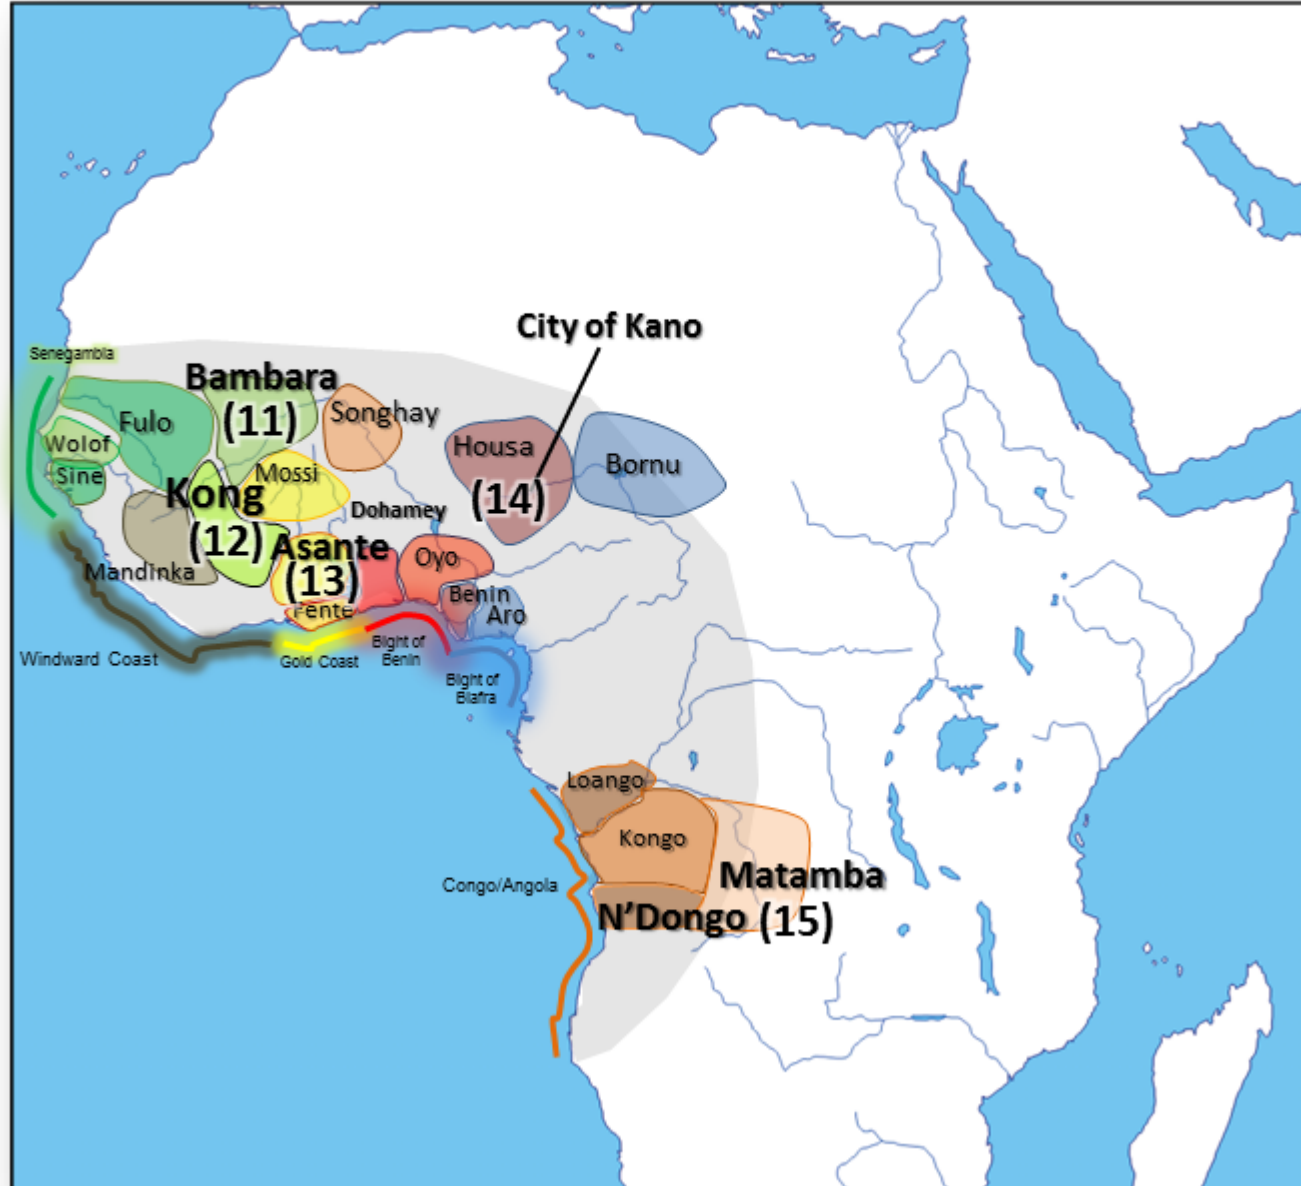 City of Kano
Senegambia
Bambara
(11)
Songhay
Fulo
Wolof
Housa
Bornu
Sine
Mossi
Kong
(14)
Dohamey
(12)
Asante
Oyo
Mandinka
(13)
Benin
Fente
Aro
Windward Coast
Gold Coast
Bight of
Benin
Bight of
Biafra
Loango
Kongo
Congo/Angola
Matamba
N'Dongo (15)